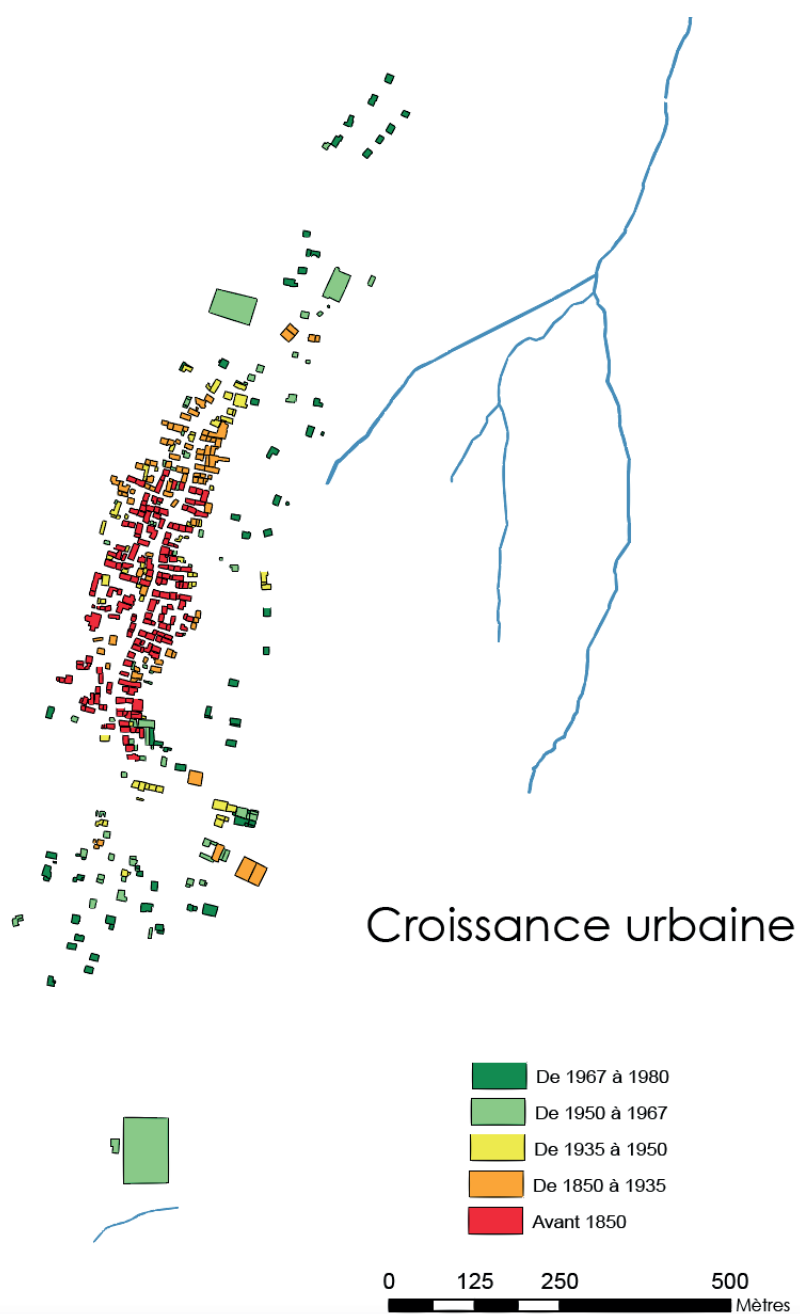 Croissance urbaine
De 1967 à 1980
De 1950 à 1967
De 1935 à 1950
De 1850 à 1935
Avant 1850
0 125 250 500
Mètres